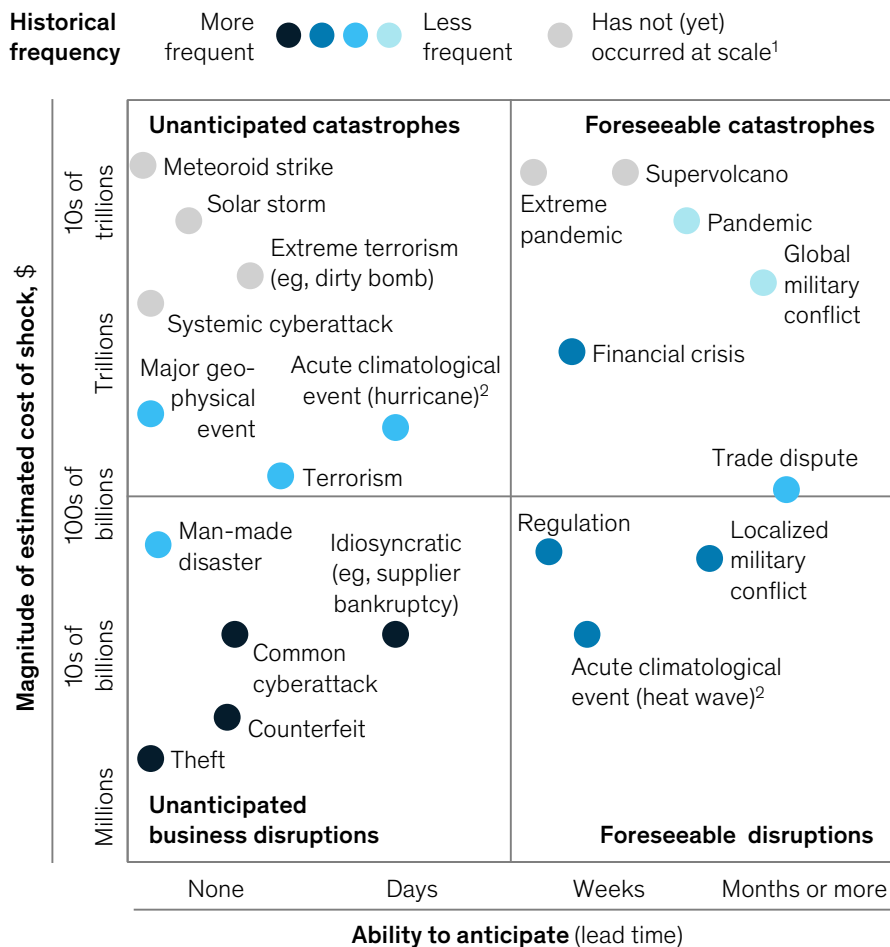 Historical
frequency
More
frequent
Less
frequent
Has not (yet)
occurred at scale¹
Magnitude of estimated cost of shock, $
10s of
trillions
Trillions
100s of
billions
10s of
billions
Millions
Unanticipated catastrophes
Meteoroid strike
Solar storm
Extreme terrorism
(eg, dirty bomb)
Systemic cyberattack
Major geo-
physical
event
Acute climatological
event (hurricane)²
Terrorism
Foreseeable catastrophes
Supervolcano
Extreme
pandemic
Pandemic
Global
military
conflict
Financial crisis
Trade dispute
Man-made
disaster
Idiosyncratic
(eg, supplier
bankruptcy)
Common
cyberattack
Counterfeit
Theft
Unanticipated
business disruptions
Regulation
Localized
military
conflict
Acute climatological
event (heat wave)²
Foreseeable disruptions
None
Days
Weeks
Months or more
Ability to anticipate (lead time)